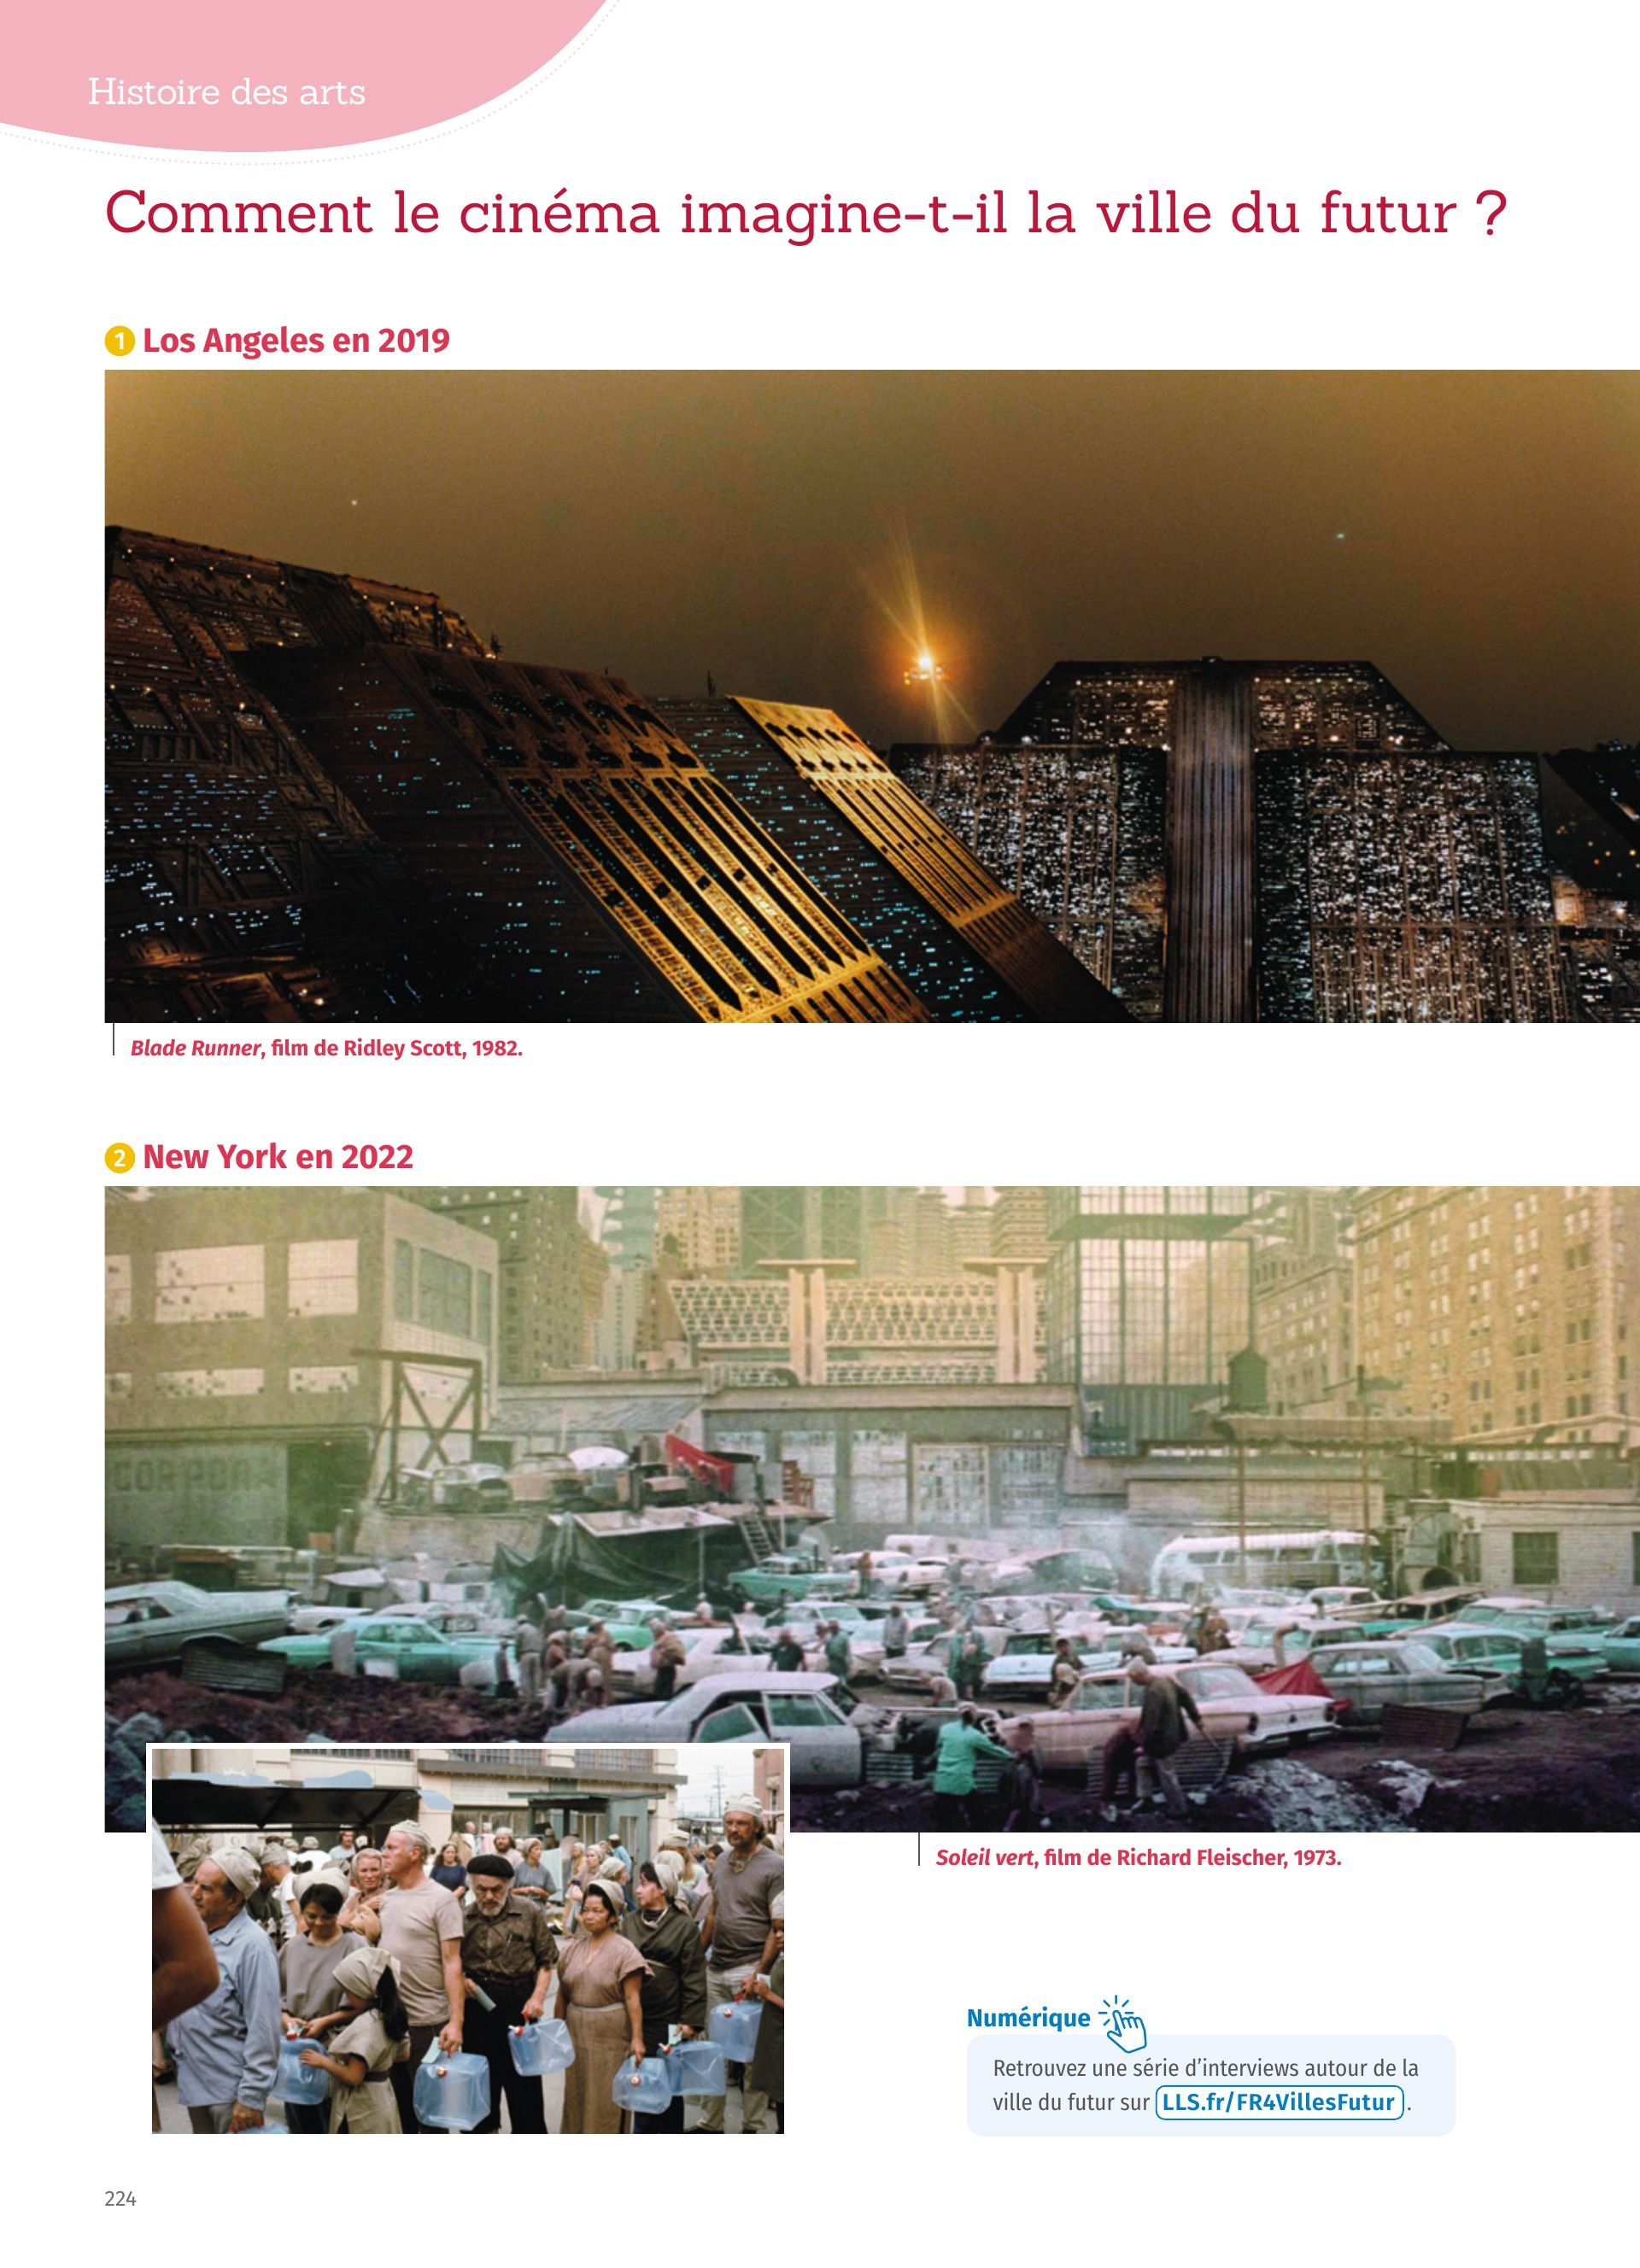 Histoire des arts
Comment le cinéma imagine-t-il la ville du futur ?
1 Los Angeles en 2019
Blade Runner, film de Ridley Scott, 1982.
2 New York en 2022
CORPORA
Soleil vert, film de Richard Fleischer, 1973.
Numérique
Retrouvez une série d’interviews autour de la
ville du futur sur LLS.fr/FR4VillesFutur .
224